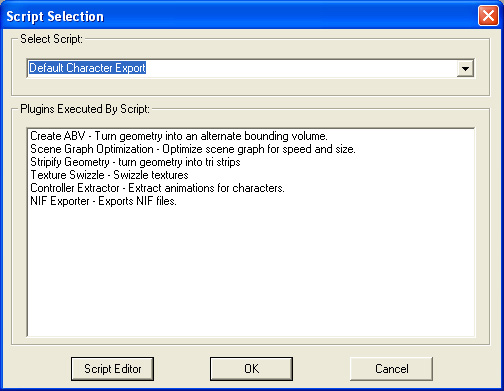 Script Selection
Select Script:
Default Character Export
Plugins Executed By Script:
Create ABV - Turn geometry into an alternate bounding volume.
Scene Graph Optimization - Optimize scene graph for speed and size.
Stripify Geometry - turn geometry into tri strips
Texture Swizzle - Swizzle textures
Controller Extractor - Extract animations for characters.
NIF Exporter - Exports NIF files.
Script Editor OK Cancel